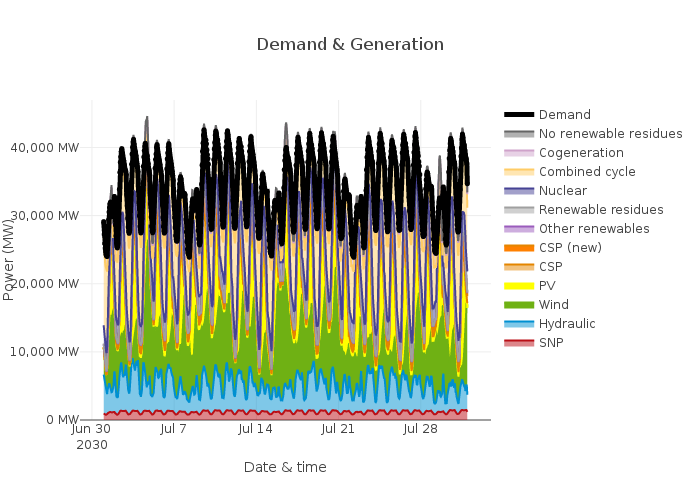 Demand & Generation
Power (MW)
40,000 MW
30,000 MW
20,000 MW
10,000 MW
0 MW
Jun 30
2030
Jul 7
Jul 14
Jul 21
Jul 28
Date & time
Demand
No renewable residues
Cogeneration
Combined cycle
Nuclear
Renewable residues
Other renewables
CSP (new)
CSP
PV
Wind
Hydraulic
SNP